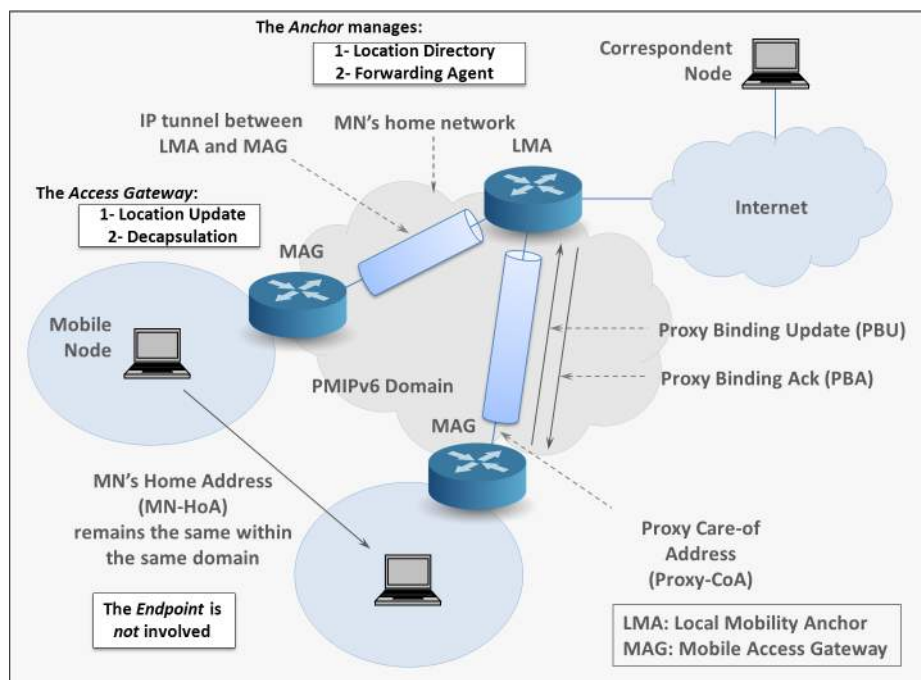 The Anchor manages:
1- Location Directory
2- Forwarding Agent
Correspondent
Node
IP tunnel between
LMA and MAG
MN's home network
LMA
The Access Gateway:
1- Location Update
2- Decapsulation
Internet
MAG
Mobile
Node
Proxy Binding Update (PBU)
PMIPv6 Domain
Proxy Binding Ack (PBA)
MAG
MN's Home Address
(MN-HoA)
remains the same within
the same domain
Proxy Care-of
Address
(Proxy-CoA)
The Endpoint is
not involved
LMA: Local Mobility Anchor
MAG: Mobile Access Gateway